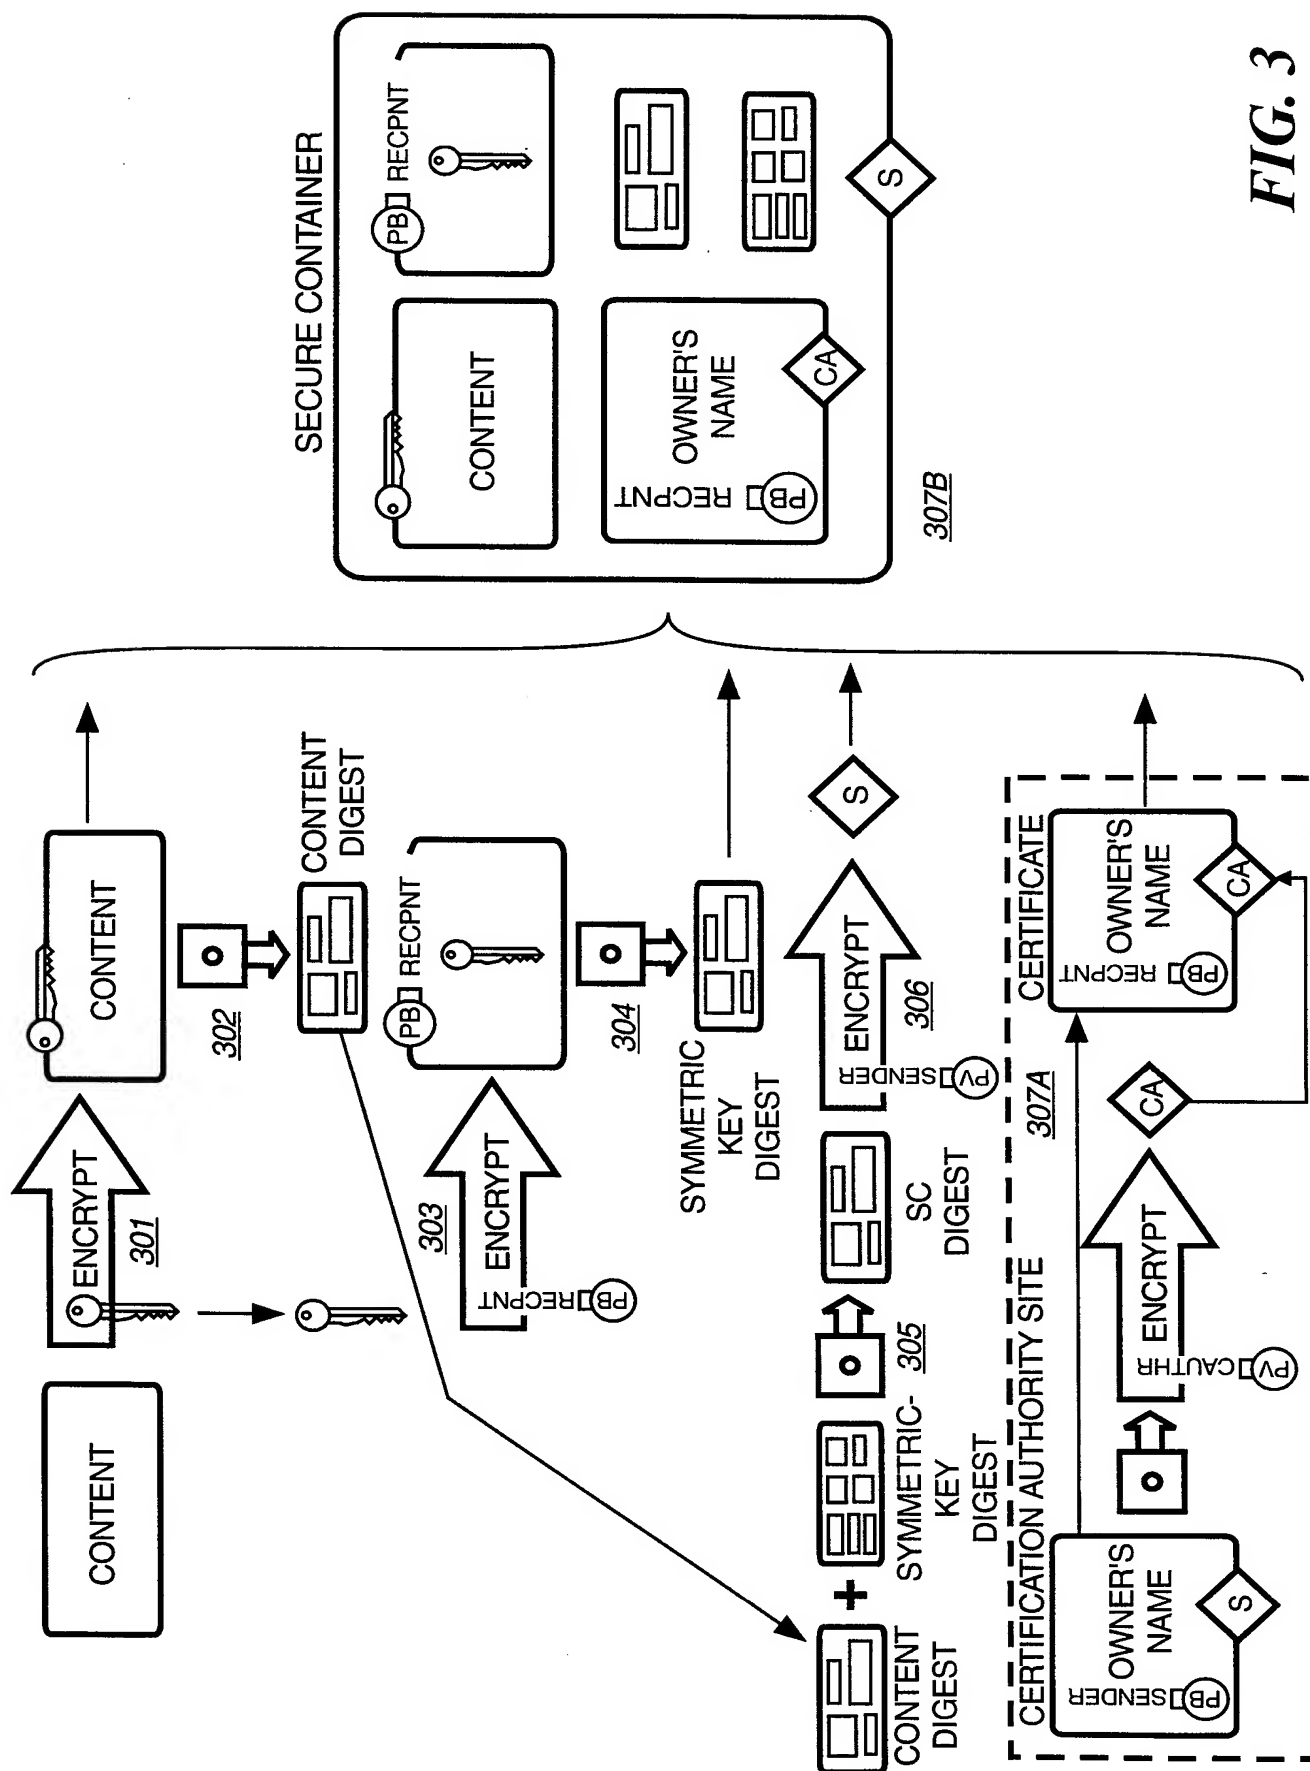 CONTENT
ENCRYPT
301
CONTENT
302
CONTENT
DIGEST
303
ENCRYPT
RECPNT
PB
PB
RECPNT
304
SYMMETRIC
KEY
DIGEST
CONTENT
DIGEST
+
SYMMETRIC-
KEY
DIGEST
305
SC
DIGEST
ENCRYPT
SENDER
PV
306
S
CERTIFICATION AUTHORITY SITE
307A
SENDER
PB
OWNER'S
NAME
S
ENCRYPT
CAUTHR
PV
CA
CERTIFICATE
RECPNT
PB
OWNER'S
NAME
CA
SECURE CONTAINER
CONTENT
PB
RECPNT
RECPNT
PB
OWNER'S
NAME
CA
S
307B
FIG. 3